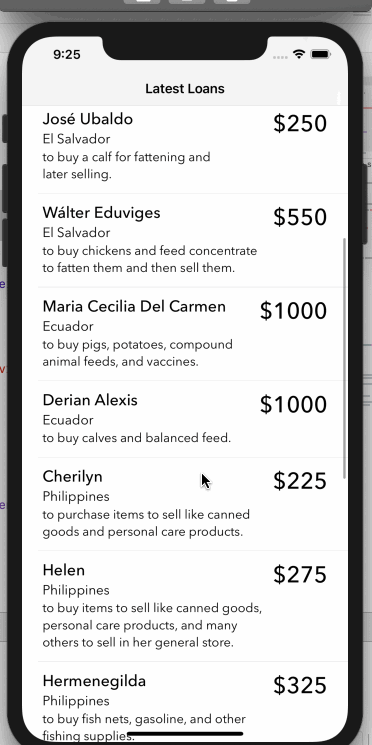 9:25
Latest Loans
José Ubaldo
$250
El Salvador
to buy a calf for fattening and
later selling.
Wálter Eduviges
$550
El Salvador
to buy chickens and feed concentrate
to fatten them and then sell them.
Maria Cecilia Del Carmen
$1000
Ecuador
to buy pigs, potatoes, compound
animal feeds, and vaccines.
Derian Alexis
$1000
Ecuador
to buy calves and balanced feed.
Cherilyn
$225
Philippines
to purchase items to sell like canned
goods and personal care products.
Helen
$275
Philippines
to buy items to sell like canned goods,
personal care products, and many
others to sell in her general store.
Hermenegilda
$325
Philippines
to buy fish nets, gasoline, and other
fishing supplies.